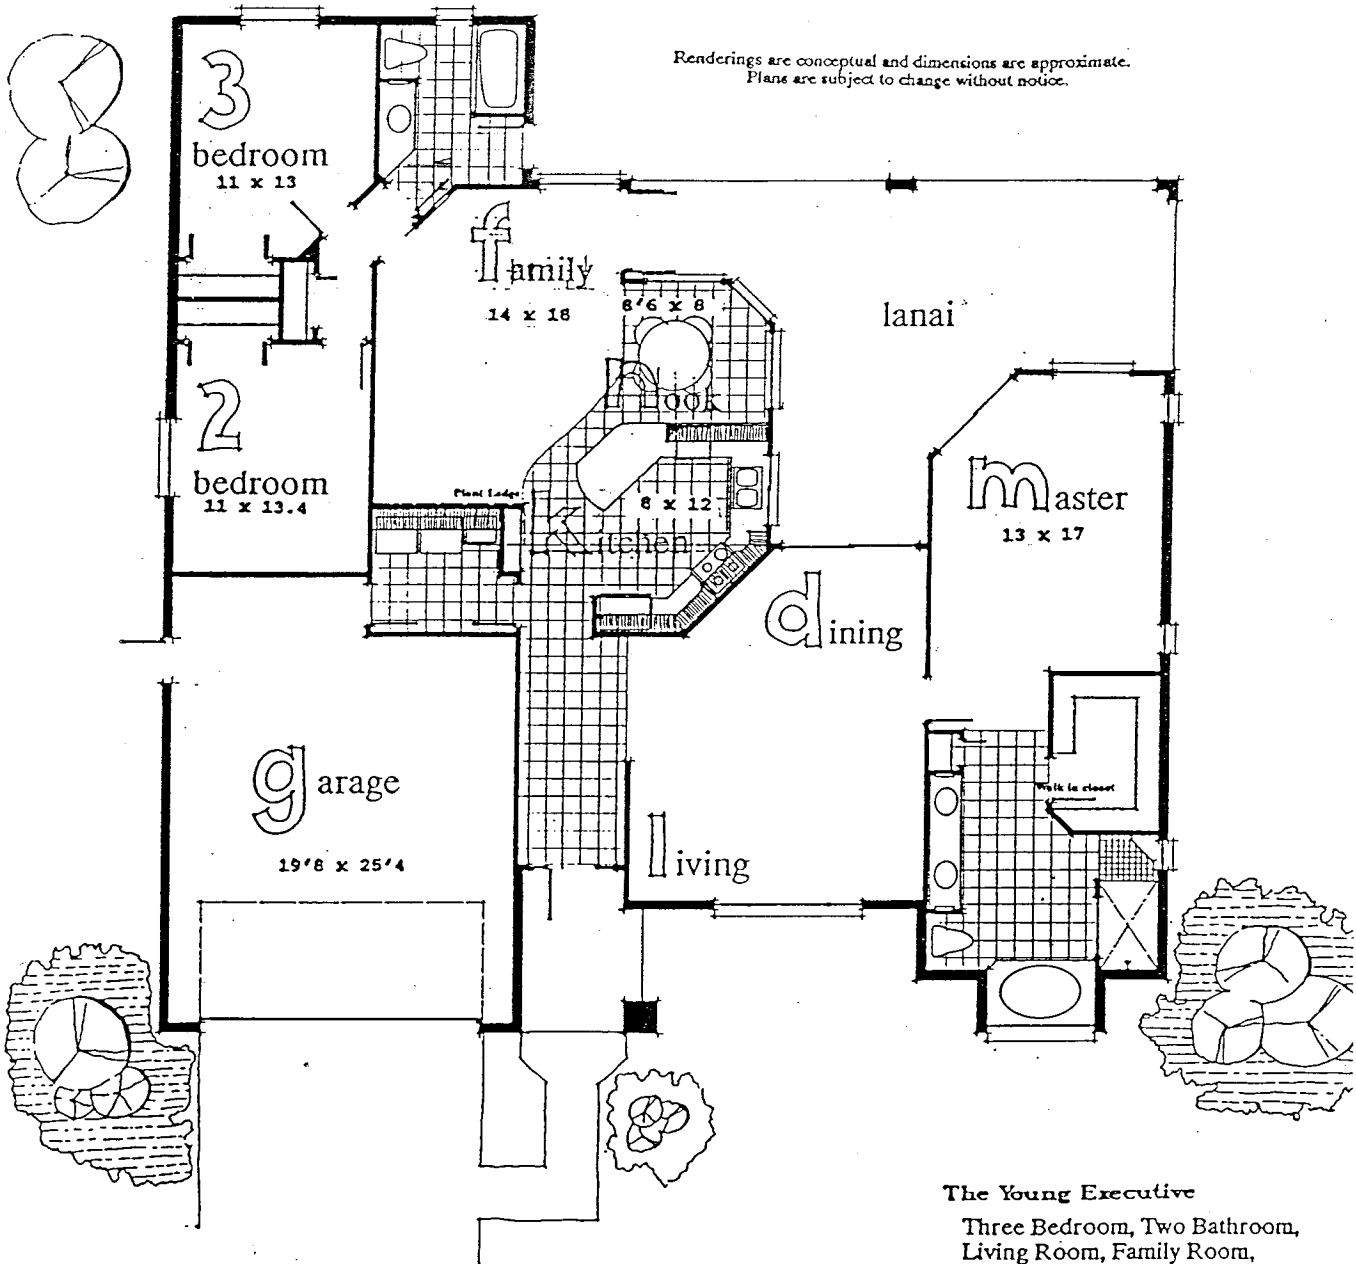 Renderings are conceptual and dimensions are approximate.
Plans are subject to change without notice.
3
bedroom
11 x 13
family
14 x 18
8'6 x 8
nook
lanai
2
bedroom
11 x 13.4
Plant Ledge
8 x 12
Kitchen
master
13 x 17
dining
garage
19'8 x 25'4
living
Walk in closet
The Young Executive
Three Bedroom, Two Bathroom,
Living Room, Family Room,